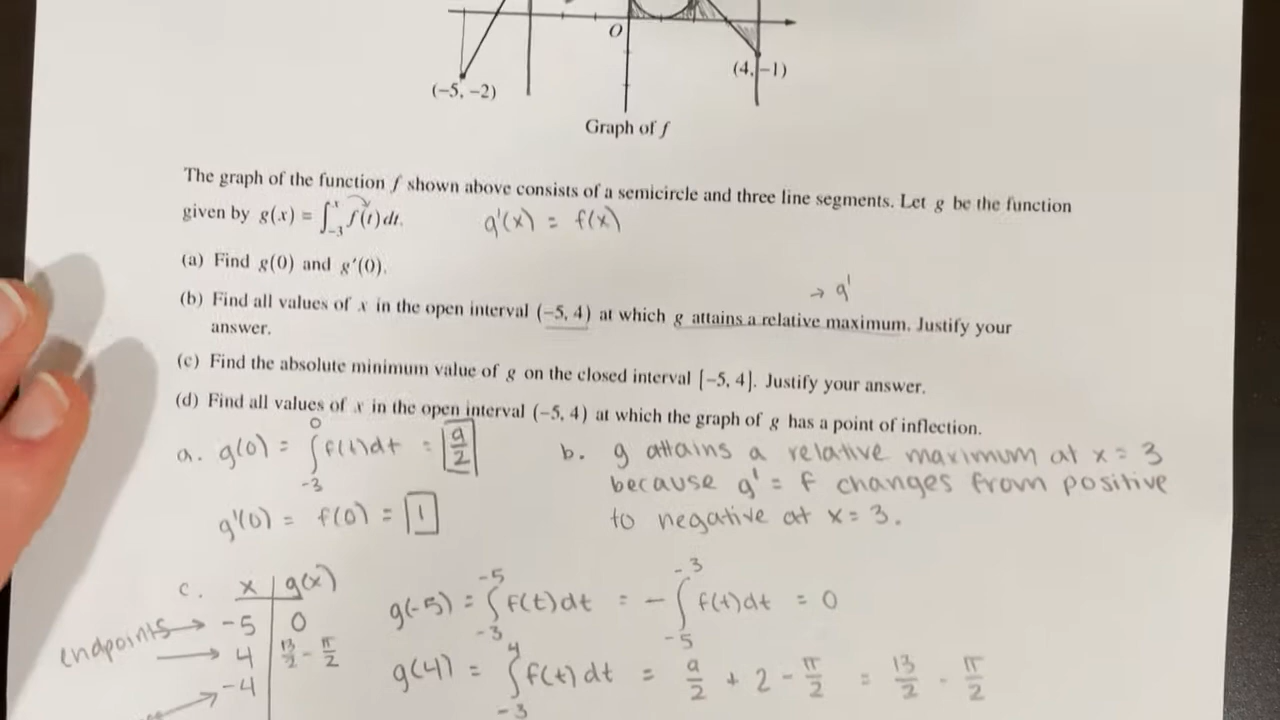 O
(4, −1)
(−5, −2)
Graph of f
The graph of the function f shown above consists of a semicircle and three line segments. Let g be the function
given by g(x) = ∫_{-3}^{x} f(t) dt. g'(x) = f(x)
(a) Find g(0) and g′(0).
→ g'
(b) Find all values of x in the open interval (−5, 4) at which g attains a relative maximum. Justify your
answer.
(c) Find the absolute minimum value of g on the closed interval [−5, 4]. Justify your answer.
(d) Find all values of x in the open interval (−5, 4) at which the graph of g has a point of inflection.
a. g(0) = ∫_{-3}^{0} f(t)dt = 9/2
g'(0) = f(0) = 1
b. g attains a relative maximum at x = 3
because g' = f changes from positive
to negative at x = 3.
c. x g(x)
endpoints → -5 0
→ 4 13/2 - π/2
→ -4
g(-5) = ∫_{-3}^{-5} f(t)dt = - ∫_{-5}^{-3} f(t)dt = 0
g(4) = ∫_{-3}^{4} f(t)dt = 9/2 + 2 - π/2 = 13/2 - π/2